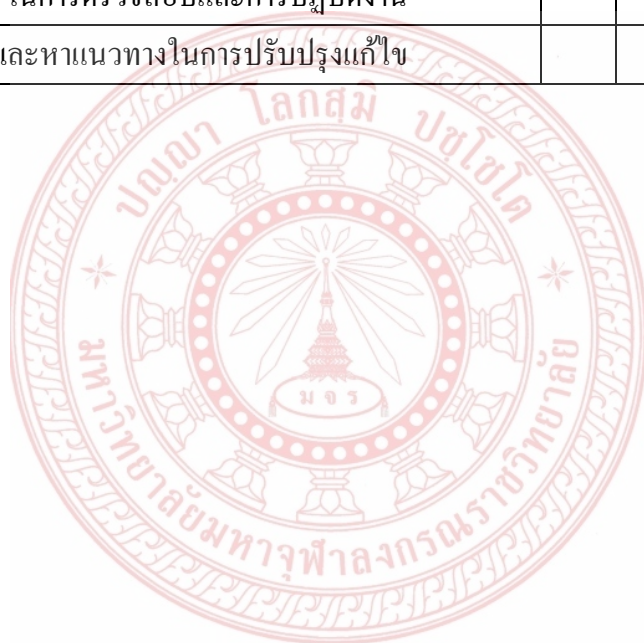 ในการตรวจสอบและการปฏิบัติงาน
และหาแนวทางในการปรับปรุงแก้ไข
ปญฺญา โลกสฺมิ ปชฺโชโต
ม จ ร
มหาวิทยาลัยมหาจุฬาลงกรณราชวิทยาลัย